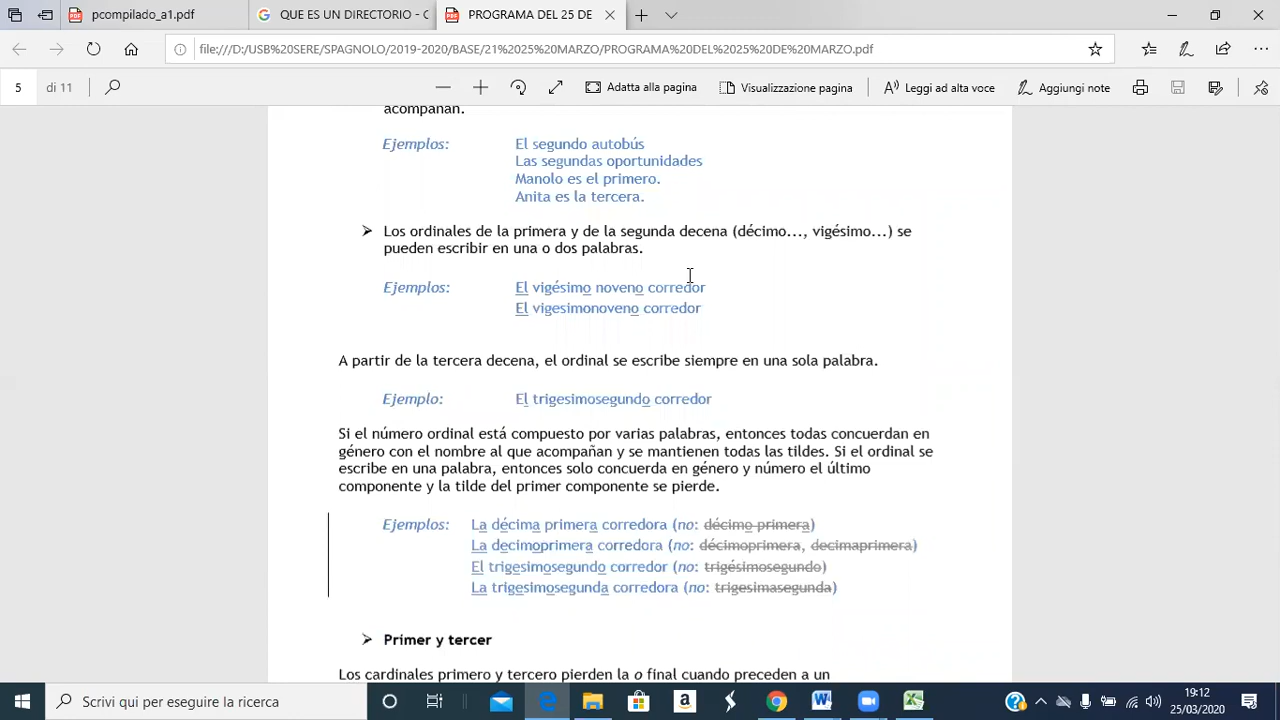 pcompilado_a1.pdf
QUE ES UN DIRECTORIO - C
PROGRAMA DEL 25 DE
file:///D:/USB%20SERE/SPAGNOLO/2019-2020/BASE/21%2025%20MARZO/PROGRAMA%20DEL%2025%20DE%20MARZO.pdf
5 di 11
Adatta alla pagina
Visualizzazione pagina
Leggi ad alta voce
Aggiungi note
acompañan.
Ejemplos: El segundo autobús
Las segundas oportunidades
Manolo es el primero.
Anita es la tercera.
Los ordinales de la primera y de la segunda decena (décimo..., vigésimo...) se
pueden escribir en una o dos palabras.
Ejemplos: El vigésimo noveno corredor
El vigesimonoveno corredor
A partir de la tercera decena, el ordinal se escribe siempre en una sola palabra.
Ejemplo: El trigesimosegundo corredor
Si el número ordinal está compuesto por varias palabras, entonces todas concuerdan en
género con el nombre al que acompañan y se mantienen todas las tildes. Si el ordinal se
escribe en una palabra, entonces solo concuerda en género y número el último
componente y la tilde del primer componente se pierde.
Ejemplos: La décima primera corredora (no: décimo primera)
La decimoprimera corredora (no: décimoprimera, decimaprimera)
El trigesimosegundo corredor (no: trigésimosegundo)
La trigesimosegunda corredora (no: trigesimasegunda)
Primer y tercer
Los cardinales primero y tercero pierden la o final cuando preceden a un
Scrivi qui per eseguire la ricerca
19:12
25/03/2020